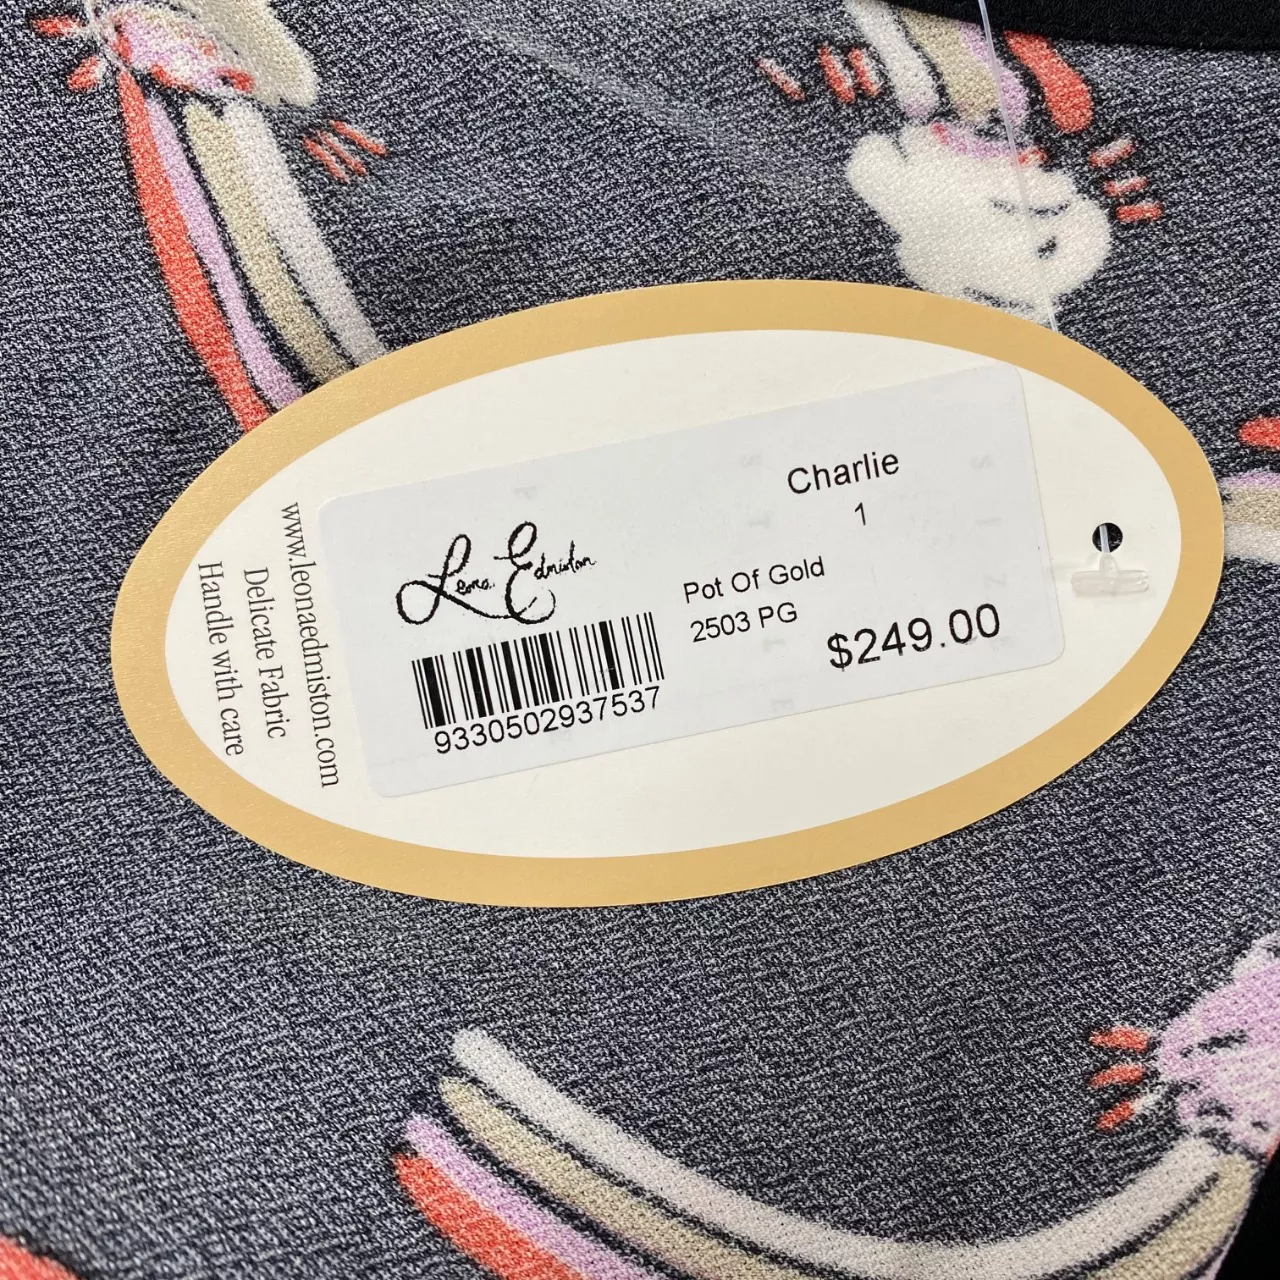 Charlie
1
Leona Edmiston
Pot Of Gold
2503 PG
$249.00
9330502937537
www.leonaedmiston.com
Delicate Fabric
Handle with care